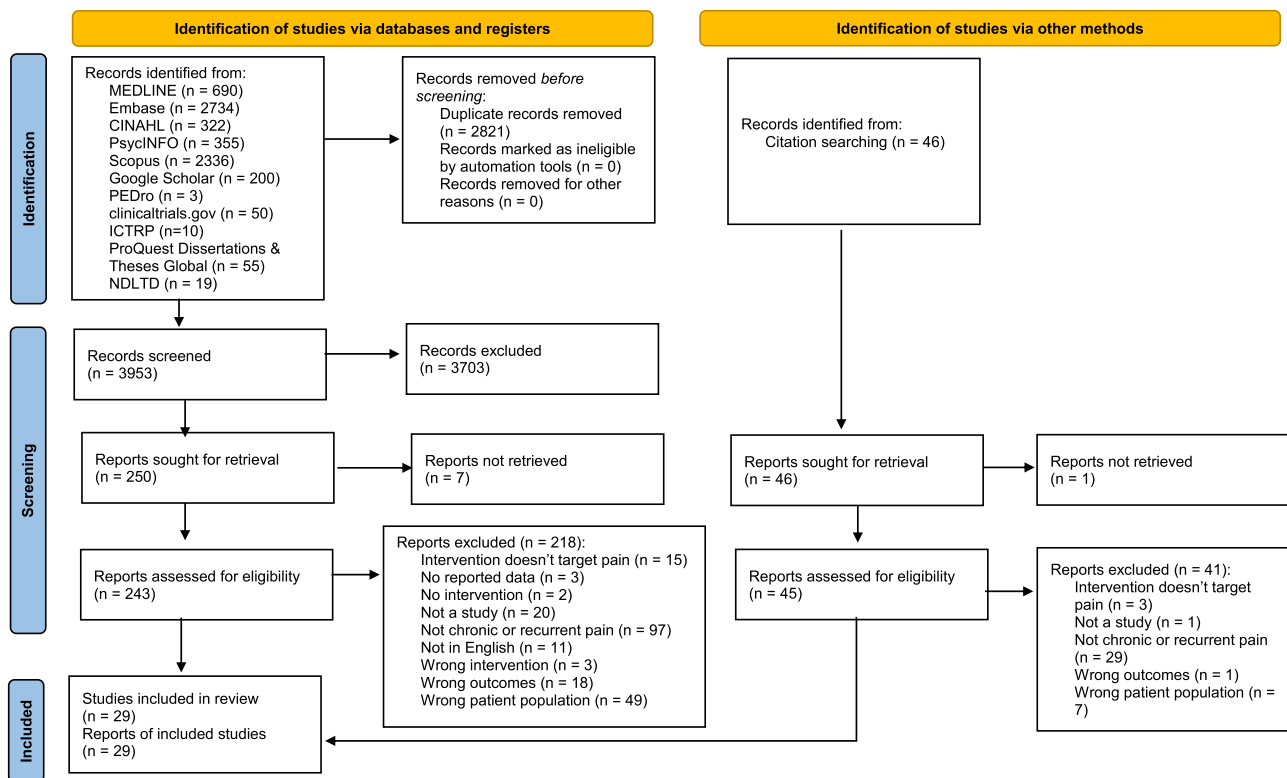 Identification of studies via databases and registers
Identification of studies via other methods
Identification
Records identified from:
MEDLINE (n = 690)
Embase (n = 2734)
CINAHL (n = 322)
PsycINFO (n = 355)
Scopus (n = 2336)
Google Scholar (n = 200)
PEDro (n = 3)
clinicaltrials.gov (n = 50)
ICTRP (n=10)
ProQuest Dissertations &
Theses Global (n = 55)
NDLTD (n = 19)
Records removed before
screening:
Duplicate records removed
(n = 2821)
Records marked as ineligible
by automation tools (n = 0)
Records removed for other
reasons (n = 0)
Records identified from:
Citation searching (n = 46)
Screening
Records screened
(n = 3953)
Records excluded
(n = 3703)
Reports sought for retrieval
(n = 250)
Reports not retrieved
(n = 7)
Reports sought for retrieval
(n = 46)
Reports not retrieved
(n = 1)
Reports assessed for eligibility
(n = 243)
Reports excluded (n = 218):
Intervention doesn't target pain (n = 15)
No reported data (n = 3)
No intervention (n = 2)
Not a study (n = 20)
Not chronic or recurrent pain (n = 97)
Not in English (n = 11)
Wrong intervention (n = 3)
Wrong outcomes (n = 18)
Wrong patient population (n = 49)
Reports assessed for eligibility
(n = 45)
Reports excluded (n = 41):
Intervention doesn't target
pain (n = 3)
Not a study (n = 1)
Not chronic or recurrent pain
(n = 29)
Wrong outcomes (n = 1)
Wrong patient population (n =
7)
Included
Studies included in review
(n = 29)
Reports of included studies
(n = 29)